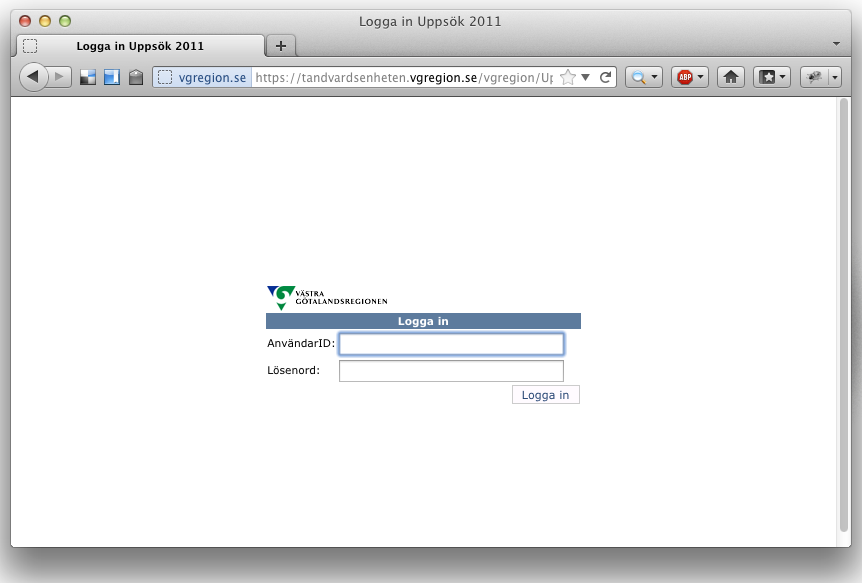 Logga in Uppsök 2011
Logga in Uppsök 2011
vgregion.se https://tandvardsenheten.vgregion.se/vgregion/Up
ABP
VÄSTRA
GÖTALANDSREGIONEN
Logga in
AnvändarID:
Lösenord:
Logga in